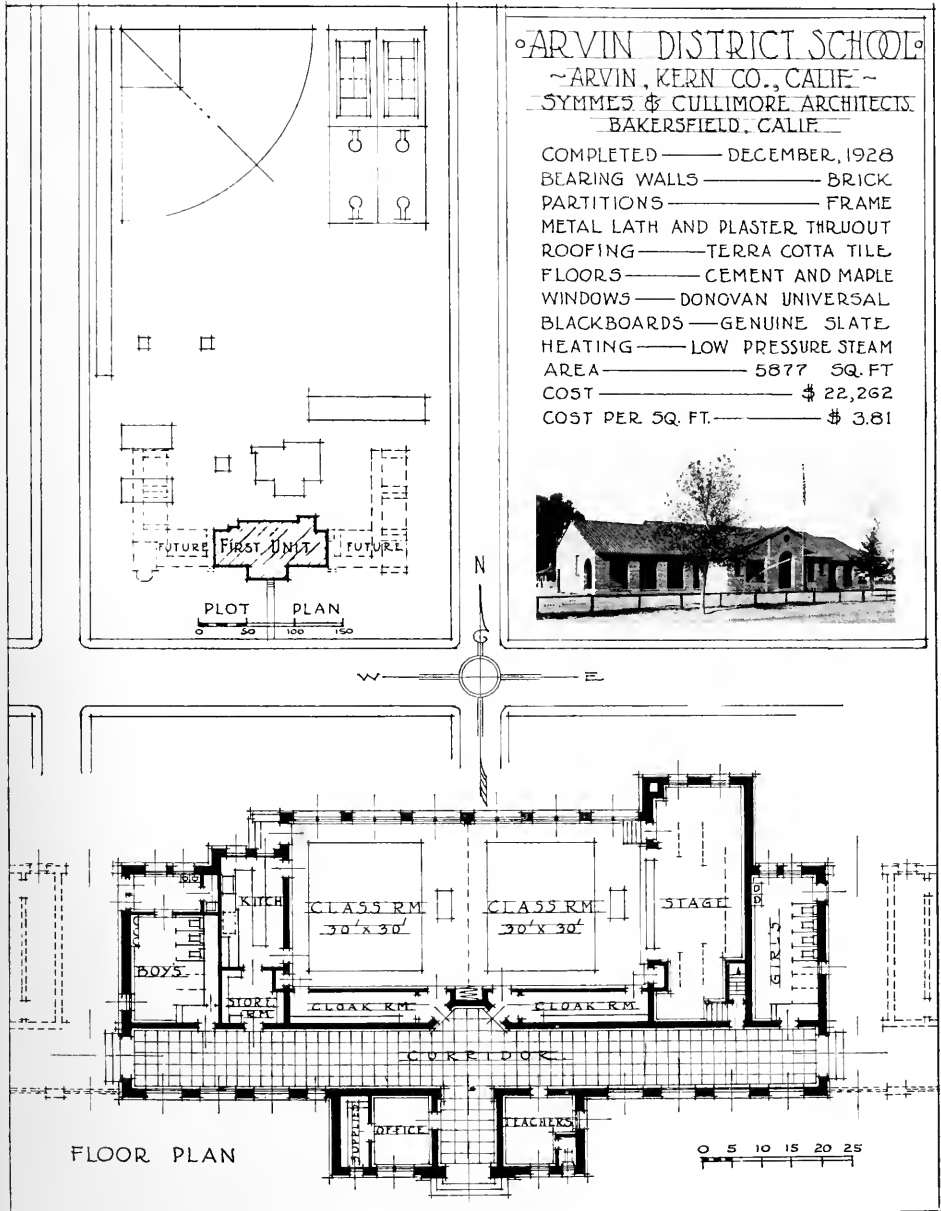 ARVIN DISTRICT SCHOOL
~ARVIN, KERN CO., CALIF.~
SYMMES & CULLIMORE ARCHITECTS.
BAKERSFIELD, CALIF.
COMPLETED — DECEMBER, 1928
BEARING WALLS — BRICK
PARTITIONS — FRAME
METAL LATH AND PLASTER THRUOUT
ROOFING — TERRA COTTA TILE
FLOORS — CEMENT AND MAPLE
WINDOWS — DONOVAN UNIVERSAL
BLACKBOARDS — GENUINE SLATE
HEATING — LOW PRESSURE STEAM
AREA — 5877 SQ. FT
COST — $ 22,262
COST PER SQ. FT. — $ 3.81
FUTURE FIRST UNIT FUTURE
PLOT PLAN
0 50 100 150
N
G
W E
KITCH
CLASS RM
30' x 30'
CLASS RM
30' x 30'
STAGE
GIRLS
BOYS
STORE
RM
CLOAK RM
CLOAK RM
CORRIDOR
SUPPLIES
OFFICE
TEACHERS
FLOOR PLAN
0 5 10 15 20 25